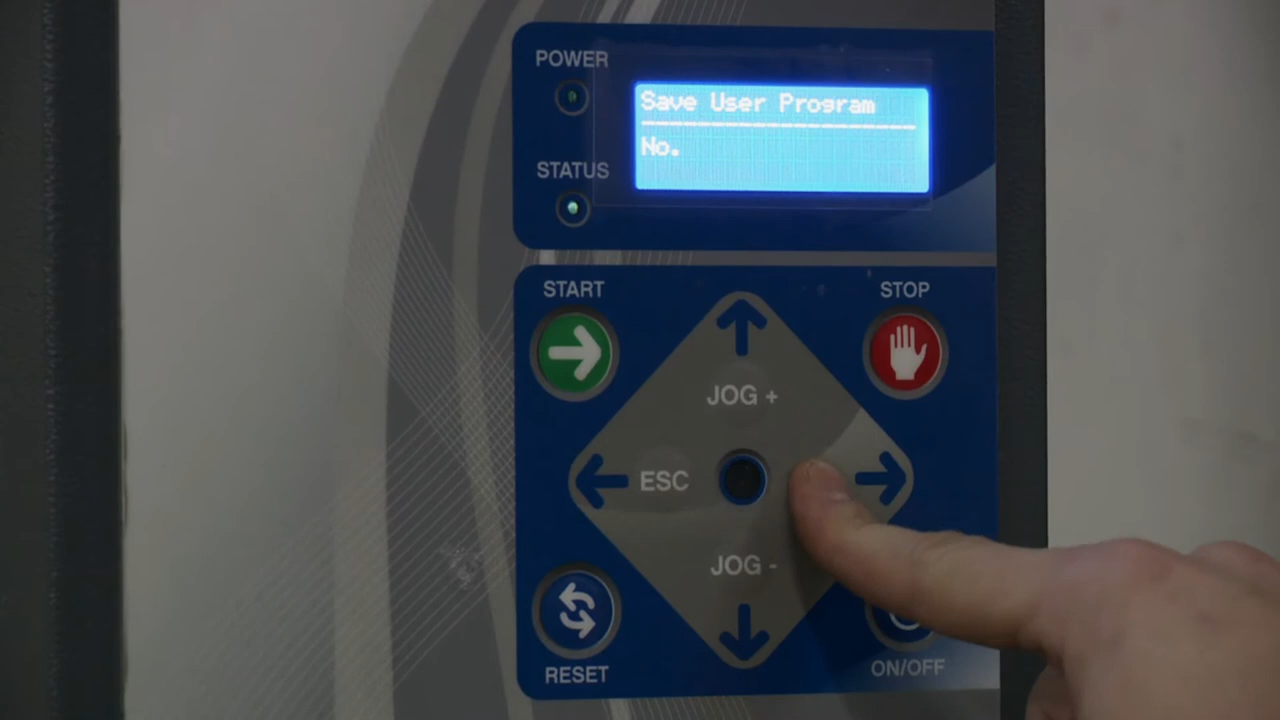 POWER
Save User Program
No.
STATUS
START
STOP
JOG +
ESC
JOG -
RESET
ON/OFF